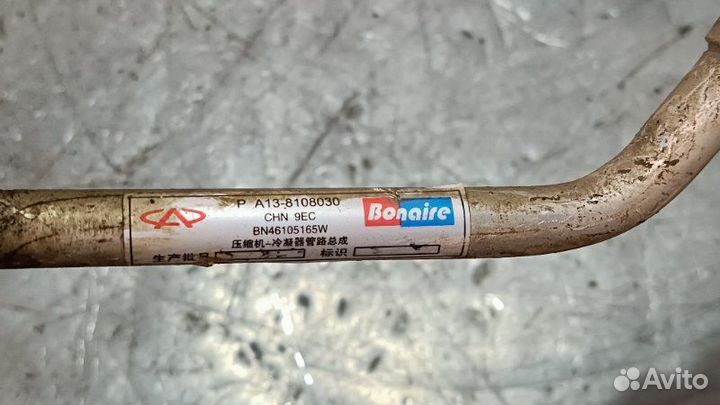 P A13-8108030
CHN 9EC
BN46105165W
压缩机-冷凝器管路总成
生产批号 标识
Bonaire
Avito